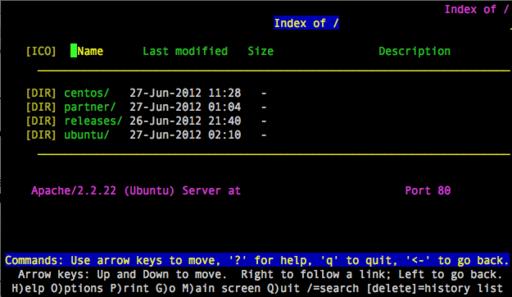 Index of /
Index of /
[ICO] Name Last modified Size Description
[DIR] centos/ 27-Jun-2012 11:28 -
[DIR] partner/ 27-Jun-2012 01:04 -
[DIR] releases/ 26-Jun-2012 21:40 -
[DIR] ubuntu/ 27-Jun-2012 02:10 -
Apache/2.2.22 (Ubuntu) Server at Port 80
Commands: Use arrow keys to move, '?' for help, 'q' to quit, '<-' to go back.
Arrow keys: Up and Down to move. Right to follow a link; Left to go back.
H)elp O)ptions P)rint G)o M)ain screen Q)uit /=search [delete]=history list